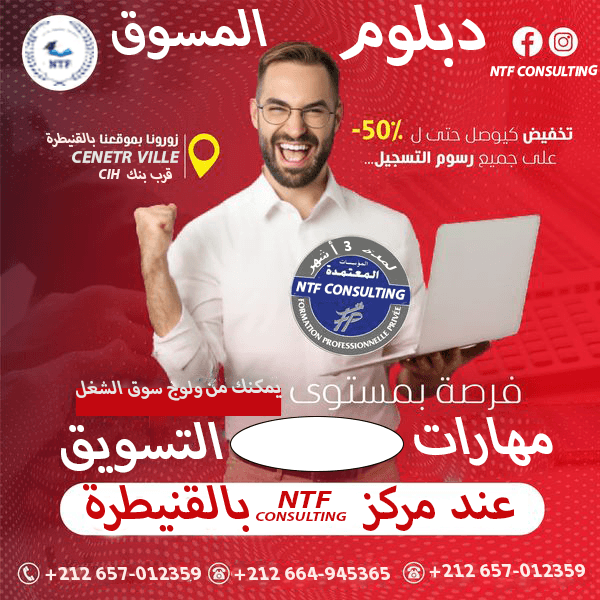 دبلوم المسوق
NTF
NTF CONSULTING
تخفيض كيوصل حتى ل 50%-
على جميع رسوم التسجيل...
زورونا بموقعنا بالقنيطرة
CENETR VILLE
قرب بنك CIH
لمدة 3 أشهر
المؤسسات
المعتمدة
NTF CONSULTING
FP
FORMATION PROFESSIONNELLE PRIVÉE
فرصة بمستوى يمكنك من ولوج سوق الشغل
مهارات التسويق
عند مركز NTF CONSULTING بالقنيطرة
+212 657-012359 +212 664-945365 +212 657-012359